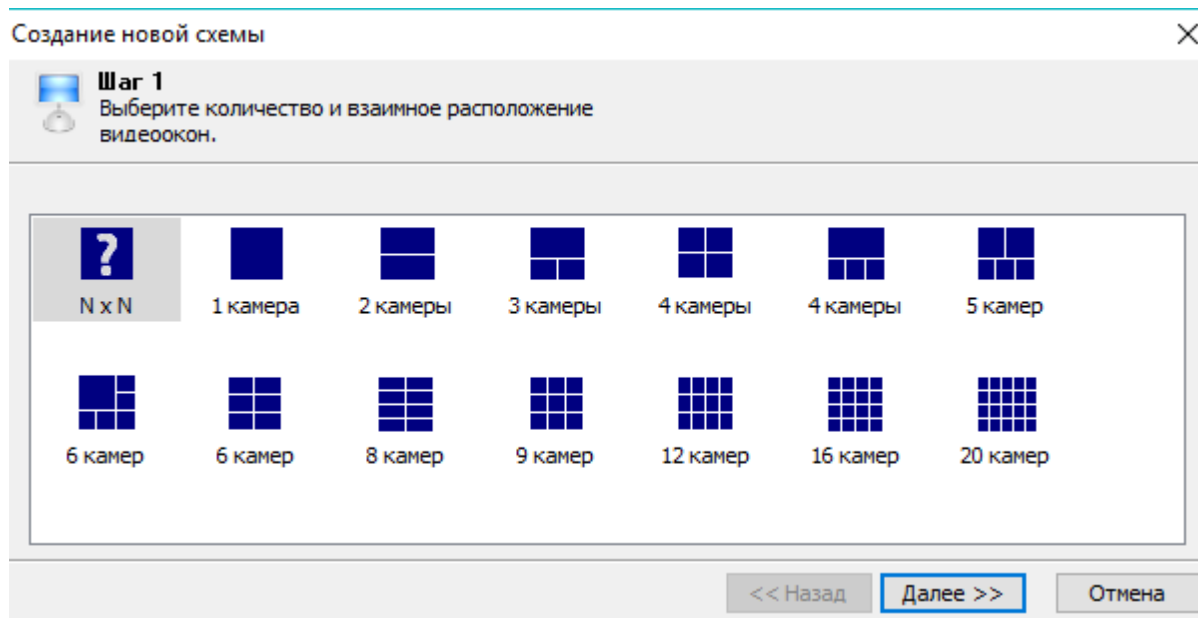 Создание новой схемы
Шаг 1
Выберите количество и взаимное расположение
видеоокон.
?
N x N
1 камера
2 камеры
3 камеры
4 камеры
4 камеры
5 камер
6 камер
6 камер
8 камер
9 камер
12 камер
16 камер
20 камер
<< Назад
Далее >>
Отмена